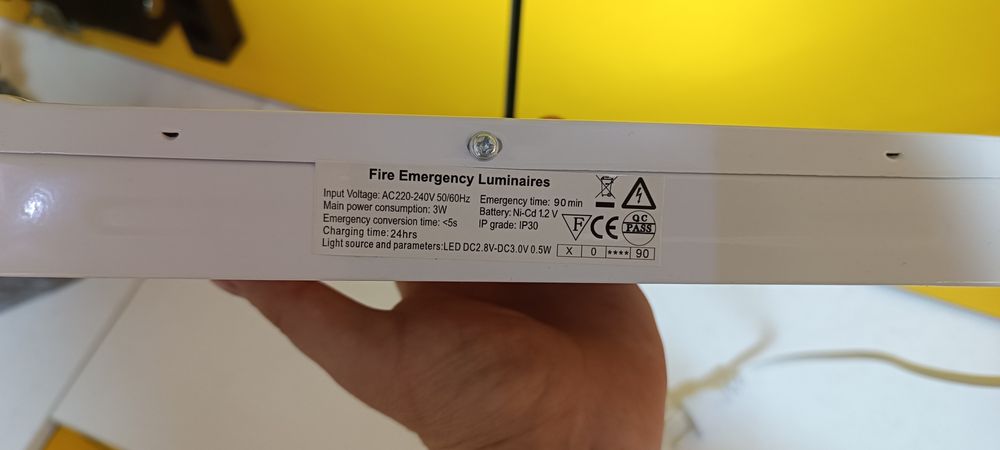 Fire Emergency Luminaires
Input Voltage: AC220-240V 50/60Hz
Main power consumption: 3W
Emergency conversion time: <5s
Charging time: 24hrs
Light source and parameters:LED DC2.8V-DC3.0V 0.5W
Emergency time: 90 min
Battery: Ni-Cd 1.2 V
IP grade: IP30
F CE QC PASS
X 0 **** 90